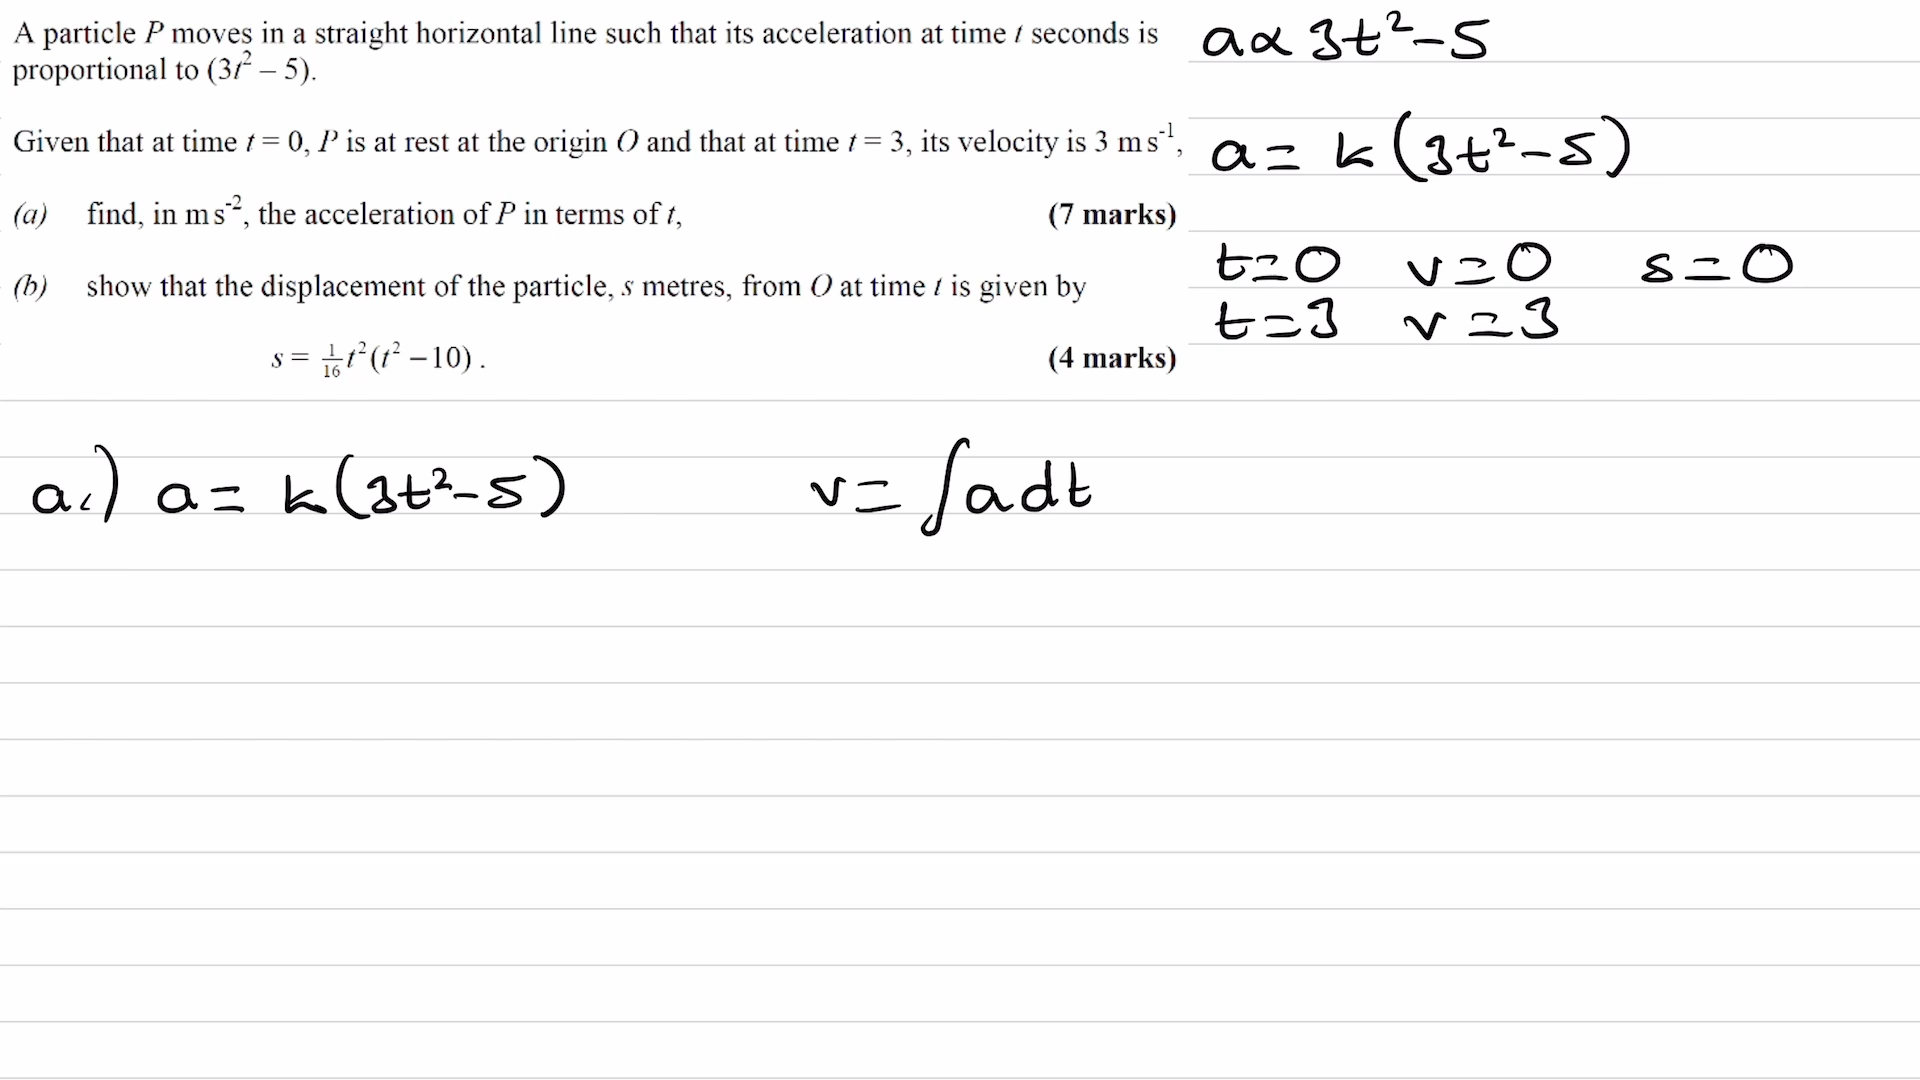 A particle P moves in a straight horizontal line such that its acceleration at time t seconds is
proportional to (3t² – 5).
Given that at time t = 0, P is at rest at the origin O and that at time t = 3, its velocity is 3 m s⁻¹,
(a) find, in m s⁻², the acceleration of P in terms of t, (7 marks)
(b) show that the displacement of the particle, s metres, from O at time t is given by
s = 1/16 t²(t² – 10) . (4 marks)
a ∝ 3t² – 5
a = k(3t² – 5)
t=0 v=0 s=0
t=3 v=3
a.) a = k(3t² – 5) v = ∫a dt